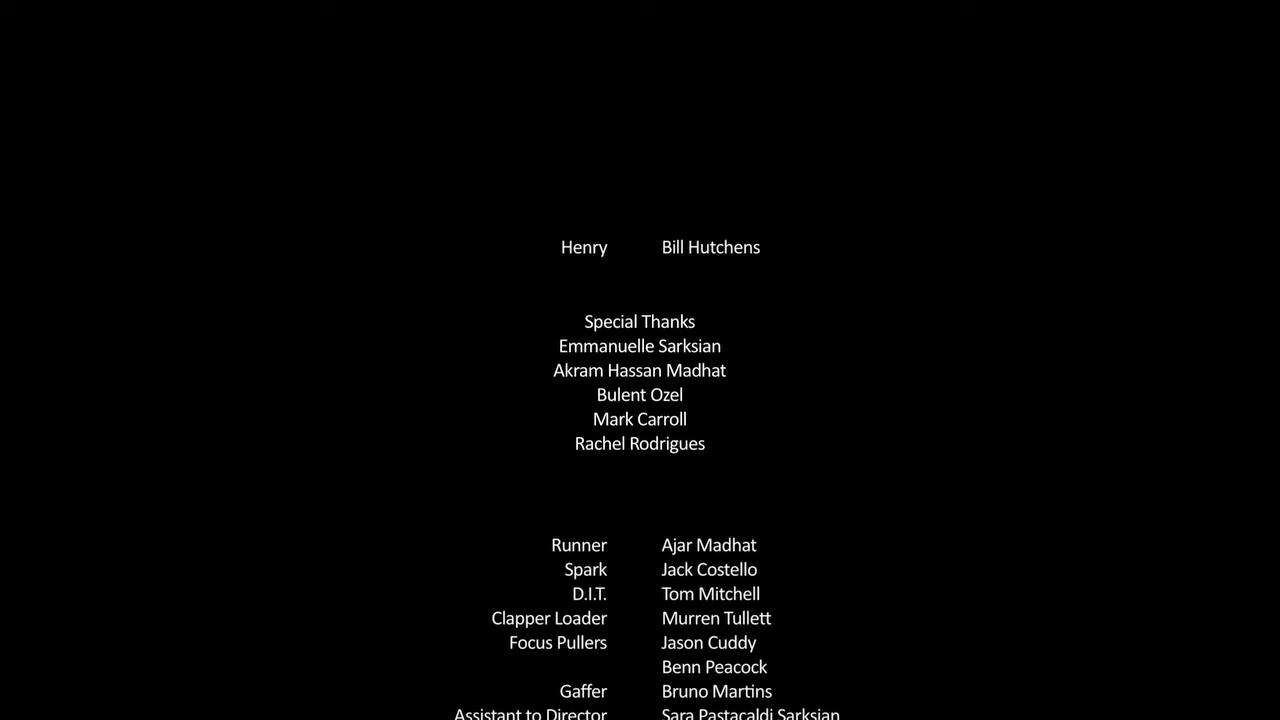 Henry Bill Hutchens
Special Thanks
Emmanuelle Sarksian
Akram Hassan Madhat
Bulent Ozel
Mark Carroll
Rachel Rodrigues
Runner Ajar Madhat
Spark Jack Costello
D.I.T. Tom Mitchell
Clapper Loader Murren Tullett
Focus Pullers Jason Cuddy
Benn Peacock
Gaffer Bruno Martins
Assistant to Director Sara Pastacaldi Sarksian